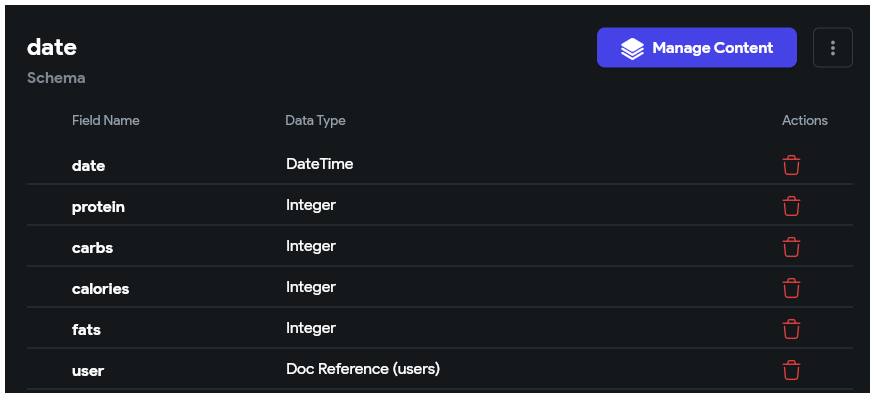 date
Manage Content
Schema
Field Name Data Type Actions
date DateTime
protein Integer
carbs Integer
calories Integer
fats Integer
user Doc Reference (users)